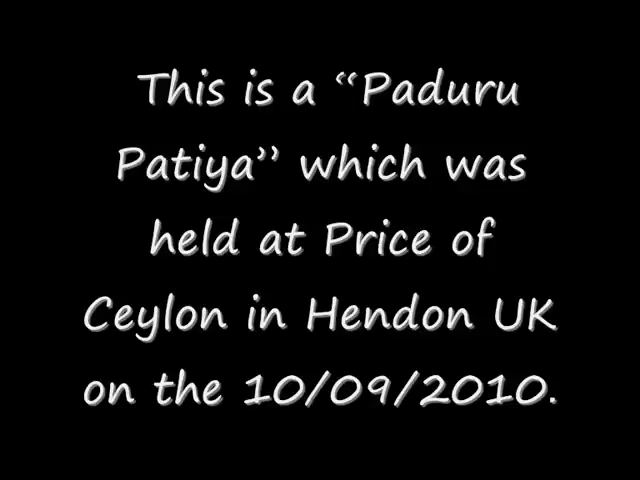 This is a “Paduru
Patiya” which was
held at Price of
Ceylon in Hendon UK
on the 10/09/2010.